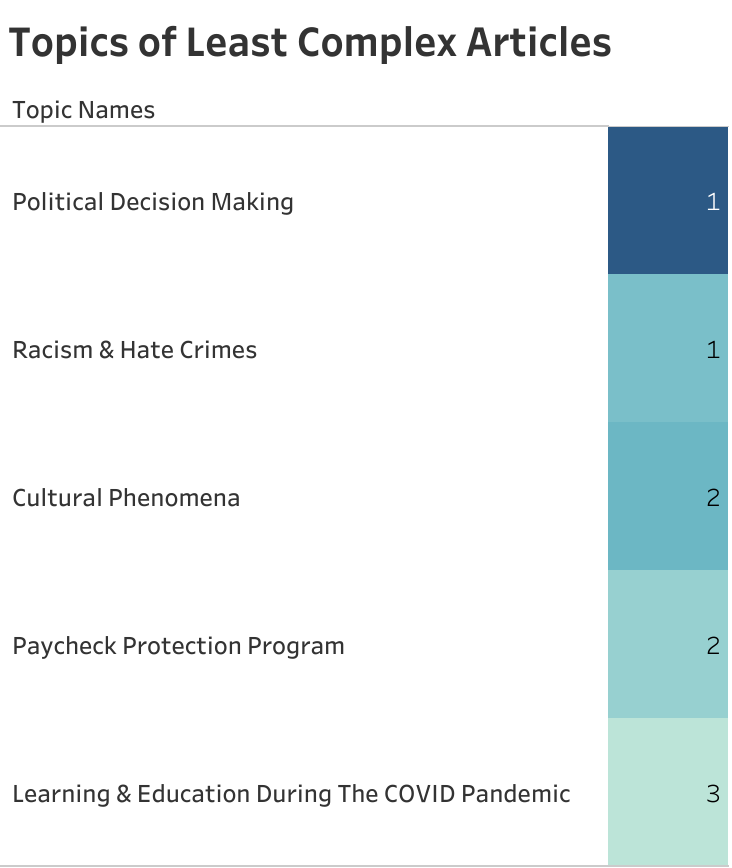 Topics of Least Complex Articles
Topic Names
Political Decision Making 1
Racism & Hate Crimes 1
Cultural Phenomena 2
Paycheck Protection Program 2
Learning & Education During The COVID Pandemic 3